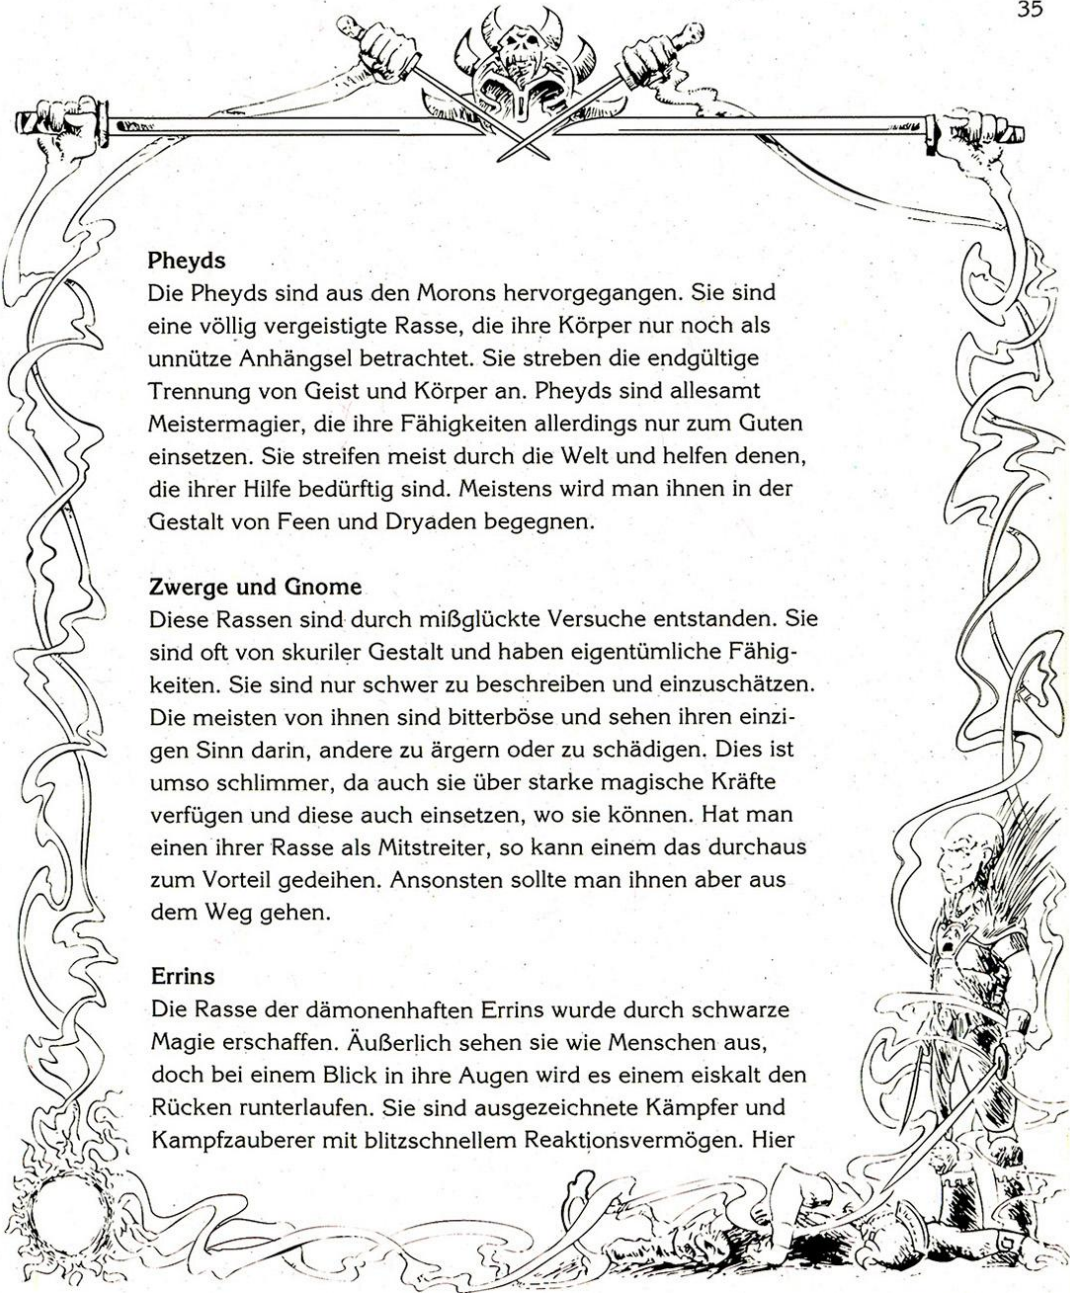 35
Pheyds
Die Pheyds sind aus den Morons hervorgegangen. Sie sind
eine völlig vergeistigte Rasse, die ihre Körper nur noch als
unnütze Anhängsel betrachtet. Sie streben die endgültige
Trennung von Geist und Körper an. Pheyds sind allesamt
Meistermagier, die ihre Fähigkeiten allerdings nur zum Guten
einsetzen. Sie streifen meist durch die Welt und helfen denen,
die ihrer Hilfe bedürftig sind. Meistens wird man ihnen in der
Gestalt von Feen und Dryaden begegnen.
Zwerge und Gnome
Diese Rassen sind durch mißglückte Versuche entstanden. Sie
sind oft von skuriler Gestalt und haben eigentümliche Fähig-
keiten. Sie sind nur schwer zu beschreiben und einzuschätzen.
Die meisten von ihnen sind bitterböse und sehen ihren einzi-
gen Sinn darin, andere zu ärgern oder zu schädigen. Dies ist
umso schlimmer, da auch sie über starke magische Kräfte
verfügen und diese auch einsetzen, wo sie können. Hat man
einen ihrer Rasse als Mitstreiter, so kann einem das durchaus
zum Vorteil gedeihen. Ansonsten sollte man ihnen aber aus
dem Weg gehen.
Errins
Die Rasse der dämonenhaften Errins wurde durch schwarze
Magie erschaffen. Äußerlich sehen sie wie Menschen aus,
doch bei einem Blick in ihre Augen wird es einem eiskalt den
Rücken runterlaufen. Sie sind ausgezeichnete Kämpfer und
Kampfzauberer mit blitzschnellem Reaktionsvermögen. Hier